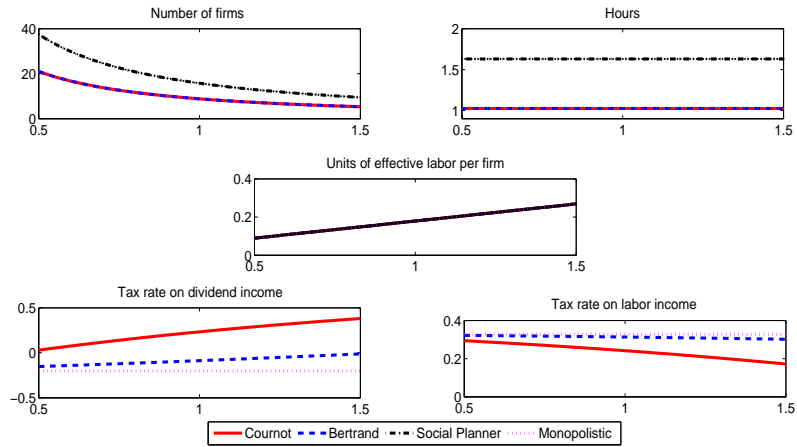 Number of firms
Hours
40
20
0
0.5 1 1.5
2
1.5
1
0.5 1 1.5
Units of effective labor per firm
0.4
0.2
0
0.5 1 1.5
Tax rate on dividend income
Tax rate on labor income
0.5
0
−0.5
0.5 1 1.5
0.4
0.2
0
0.5 1 1.5
Cournot Bertrand Social Planner Monopolistic